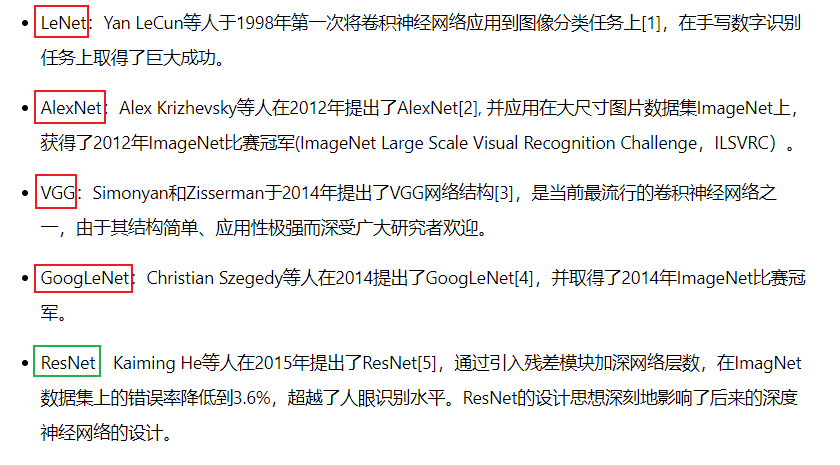 • LeNet：Yan LeCun等人于1998年第一次将卷积神经网络应用到图像分类任务上[1]，在手写数字识别
任务上取得了巨大成功。
• AlexNet：Alex Krizhevsky等人在2012年提出了AlexNet[2], 并应用在大尺寸图片数据集ImageNet上，
获得了2012年ImageNet比赛冠军(ImageNet Large Scale Visual Recognition Challenge，ILSVRC）。
• VGG：Simonyan和Zisserman于2014年提出了VGG网络结构[3]，是当前最流行的卷积神经网络之
一，由于其结构简单、应用性极强而深受广大研究者欢迎。
• GoogLeNet：Christian Szegedy等人在2014提出了GoogLeNet[4]，并取得了2014年ImageNet比赛冠
军。
• ResNet Kaiming He等人在2015年提出了ResNet[5]，通过引入残差模块加深网络层数，在ImagNet
数据集上的错误率降低到3.6%，超越了人眼识别水平。ResNet的设计思想深刻地影响了后来的深度
神经网络的设计。